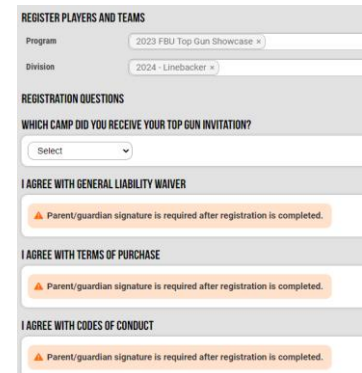 REGISTER PLAYERS AND TEAMS
Program 2023 FBU Top Gun Showcase ×
Division 2024 - Linebacker ×
REGISTRATION QUESTIONS
WHICH CAMP DID YOU RECEIVE YOUR TOP GUN INVITATION?
Select
I AGREE WITH GENERAL LIABILITY WAIVER
Parent/guardian signature is required after registration is completed.
I AGREE WITH TERMS OF PURCHASE
Parent/guardian signature is required after registration is completed.
I AGREE WITH CODES OF CONDUCT
Parent/guardian signature is required after registration is completed.